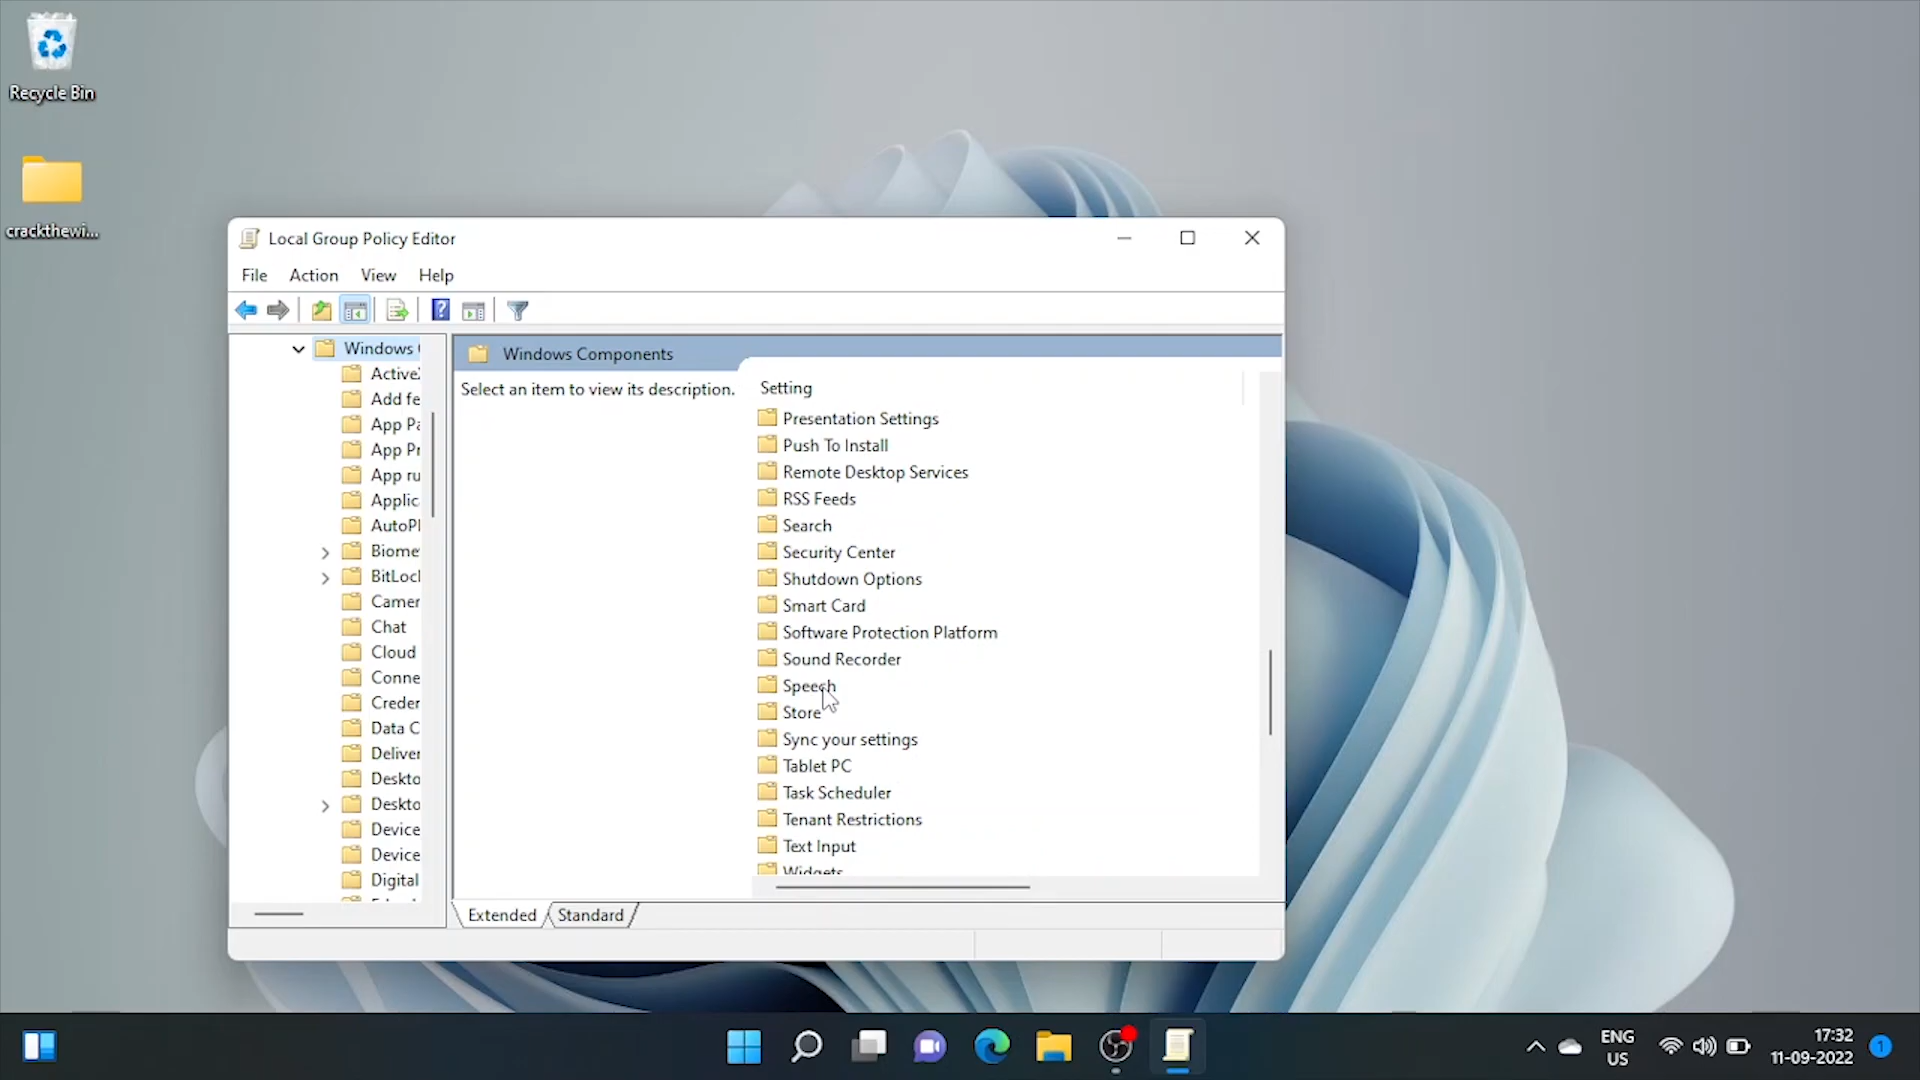 Recycle Bin
crackthewi...
Local Group Policy Editor
File Action View Help
Windows
Active
Add fe
App Pa
App Pr
App ru
Applic
AutoPl
Biome
BitLocl
Camer
Chat
Cloud
Conne
Creder
Data C
Deliver
Deskto
Deskto
Device
Device
Digital
Windows Components
Select an item to view its description.
Setting
Presentation Settings
Push To Install
Remote Desktop Services
RSS Feeds
Search
Security Center
Shutdown Options
Smart Card
Software Protection Platform
Sound Recorder
Speech
Store
Sync your settings
Tablet PC
Task Scheduler
Tenant Restrictions
Text Input
Widgets
Extended Standard
ENG
US
17:32
11-09-2022
1